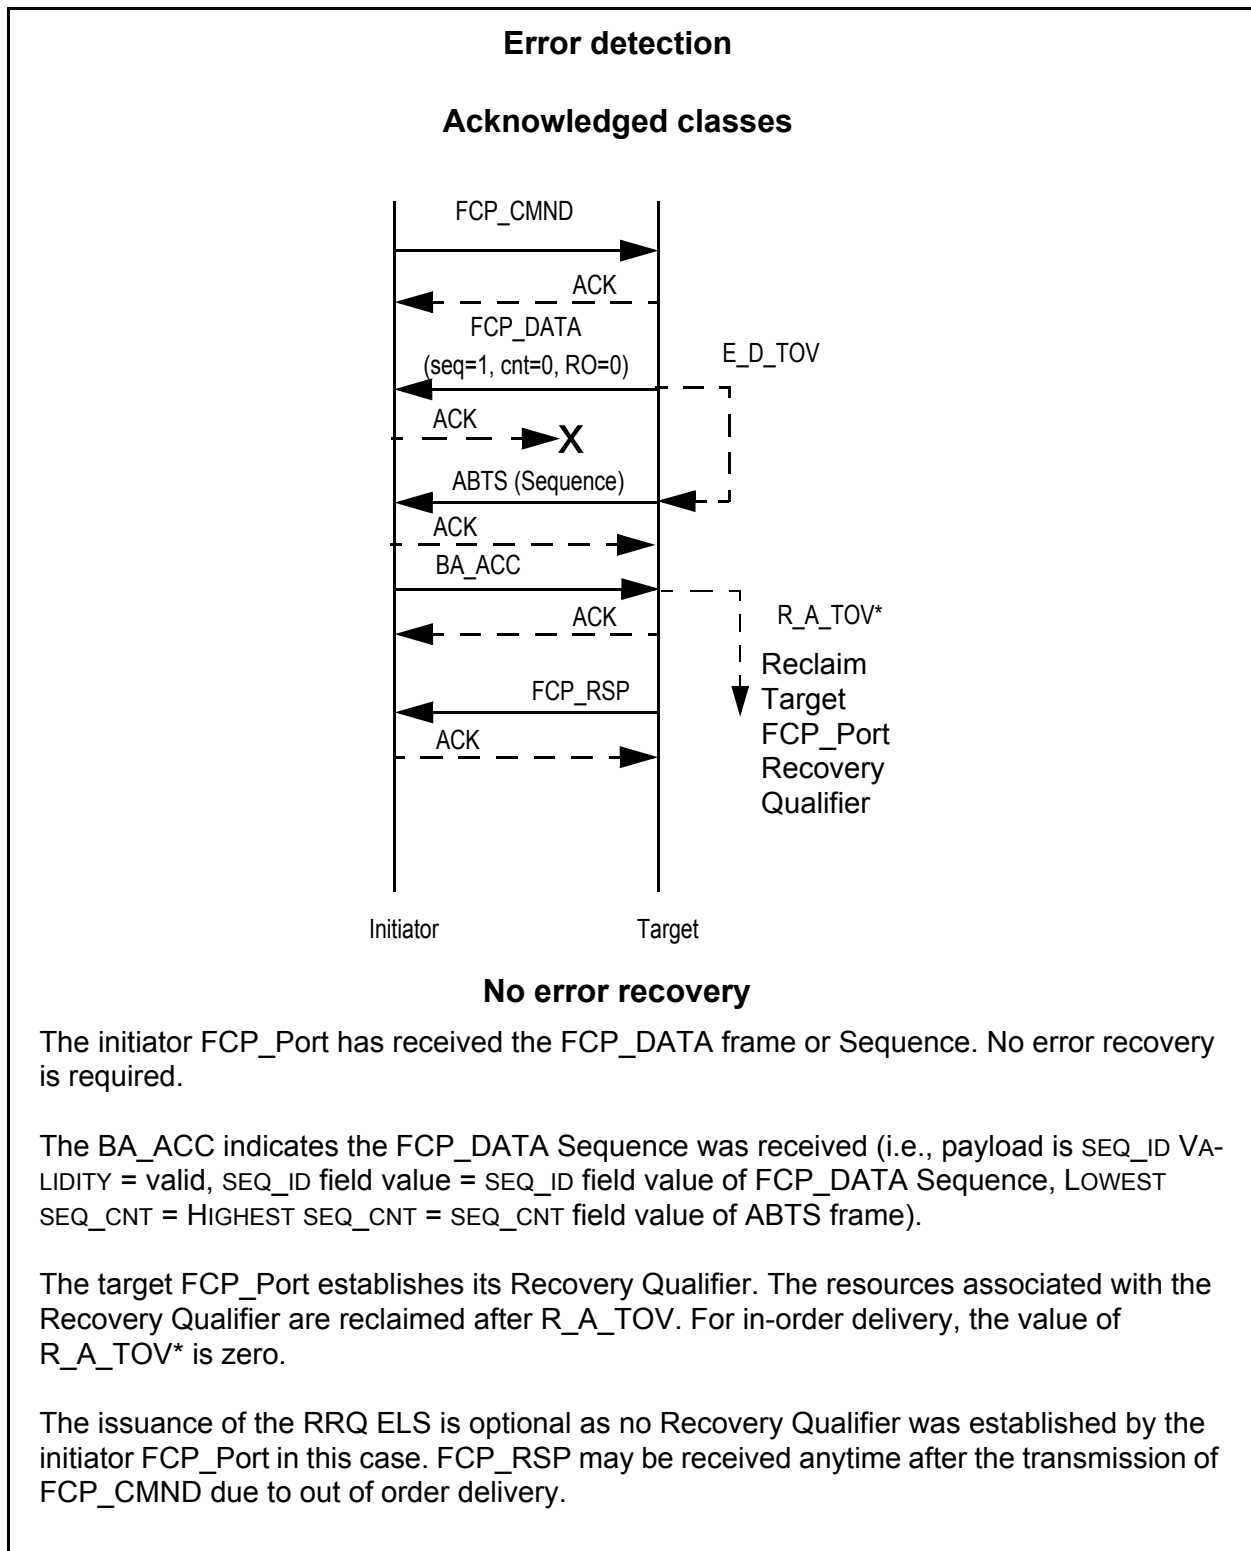 Error detection
Acknowledged classes
FCP_CMND
ACK
FCP_DATA
(seq=1, cnt=0, RO=0)
E_D_TOV
ACK
X
ABTS (Sequence)
ACK
BA_ACC
ACK
R_A_TOV*
Reclaim
Target
FCP_Port
Recovery
Qualifier
FCP_RSP
ACK
Initiator
Target
No error recovery
The initiator FCP_Port has received the FCP_DATA frame or Sequence. No error recovery
is required.
The BA_ACC indicates the FCP_DATA Sequence was received (i.e., payload is SEQ_ID VA-
LIDITY = valid, SEQ_ID field value = SEQ_ID field value of FCP_DATA Sequence, LOWEST
SEQ_CNT = HIGHEST SEQ_CNT = SEQ_CNT field value of ABTS frame).
The target FCP_Port establishes its Recovery Qualifier. The resources associated with the
Recovery Qualifier are reclaimed after R_A_TOV. For in-order delivery, the value of
R_A_TOV* is zero.
The issuance of the RRQ ELS is optional as no Recovery Qualifier was established by the
initiator FCP_Port in this case. FCP_RSP may be received anytime after the transmission of
FCP_CMND due to out of order delivery.